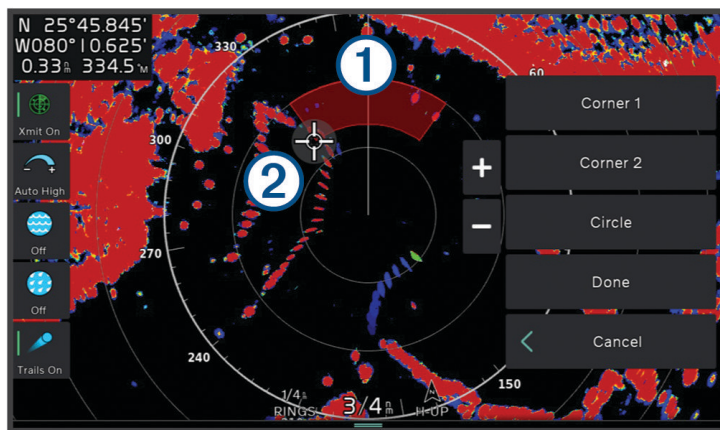 N 25°45.845'
W080°10.625'
0.33 nm 334.5°M
Xmit On
Auto High
Off
Off
Trails On
330
300
270
240
60
150
1
2
+
−
Corner 1
Corner 2
Circle
Done
Cancel
1/4 nm
RINGS
3/4 nm
N
H-UP